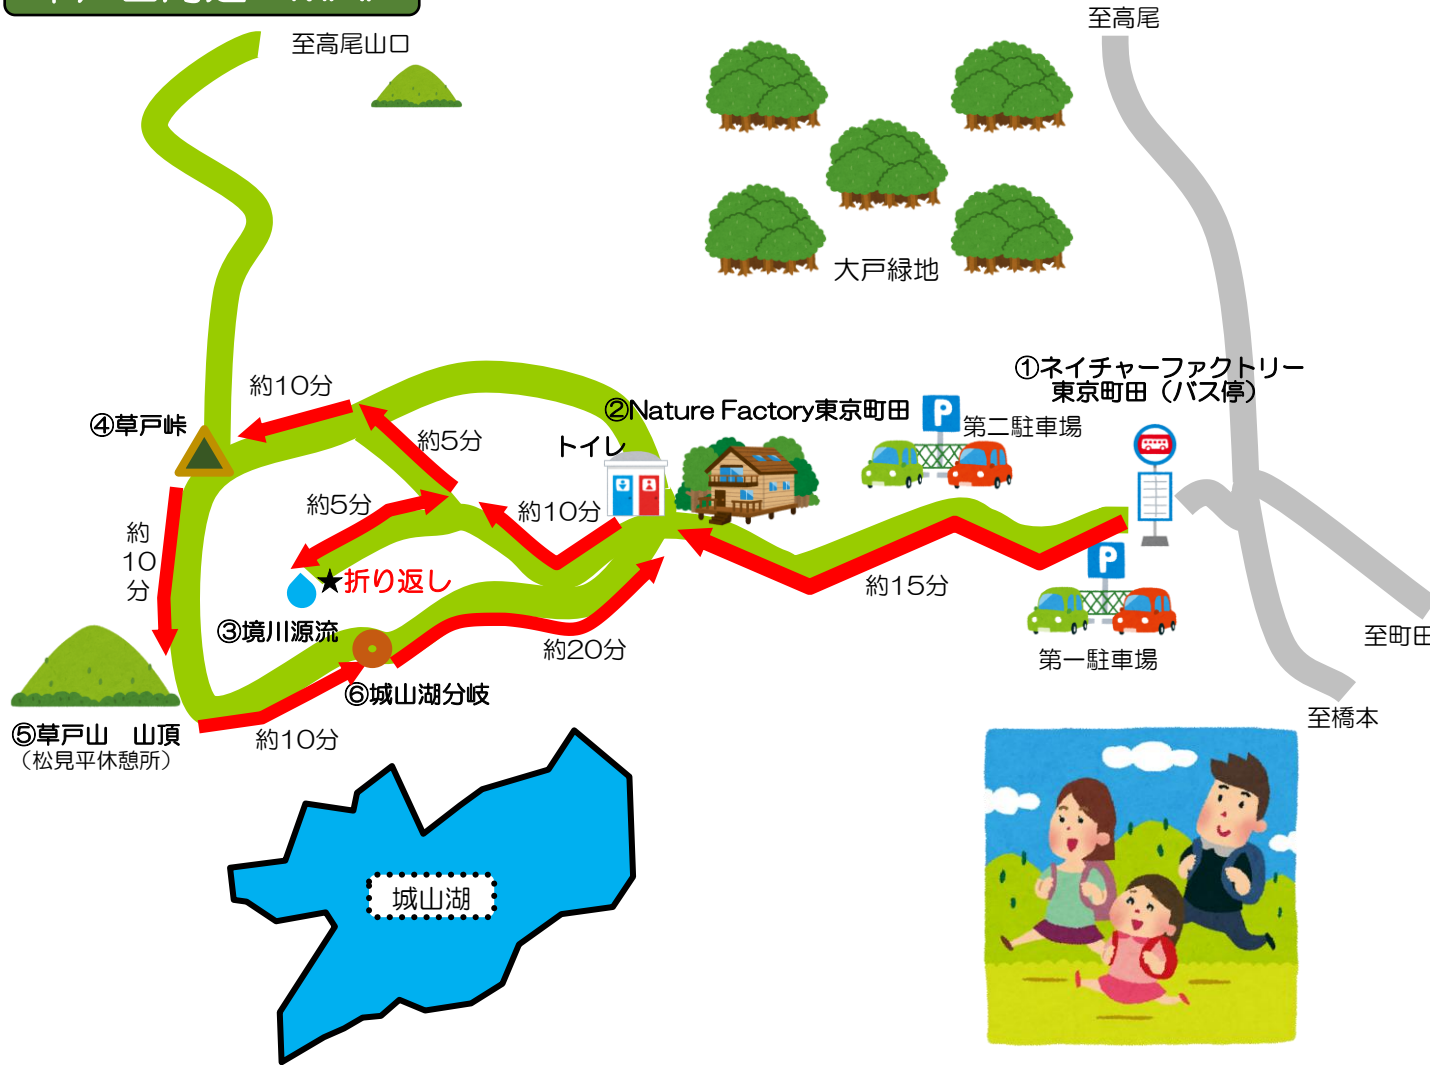 至高尾山口
至高尾
大戸緑地
①ネイチャーファクトリー
東京町田（バス停）
約10分
②Nature Factory東京町田
④草戸峠
約5分
トイレ
第二駐車場
約5分
約10分
約
10
分
★折り返し
約15分
③境川源流
約20分
至町田
第一駐車場
⑥城山湖分岐
至橋本
⑤草戸山　山頂
（松見平休憩所）
約10分
城山湖